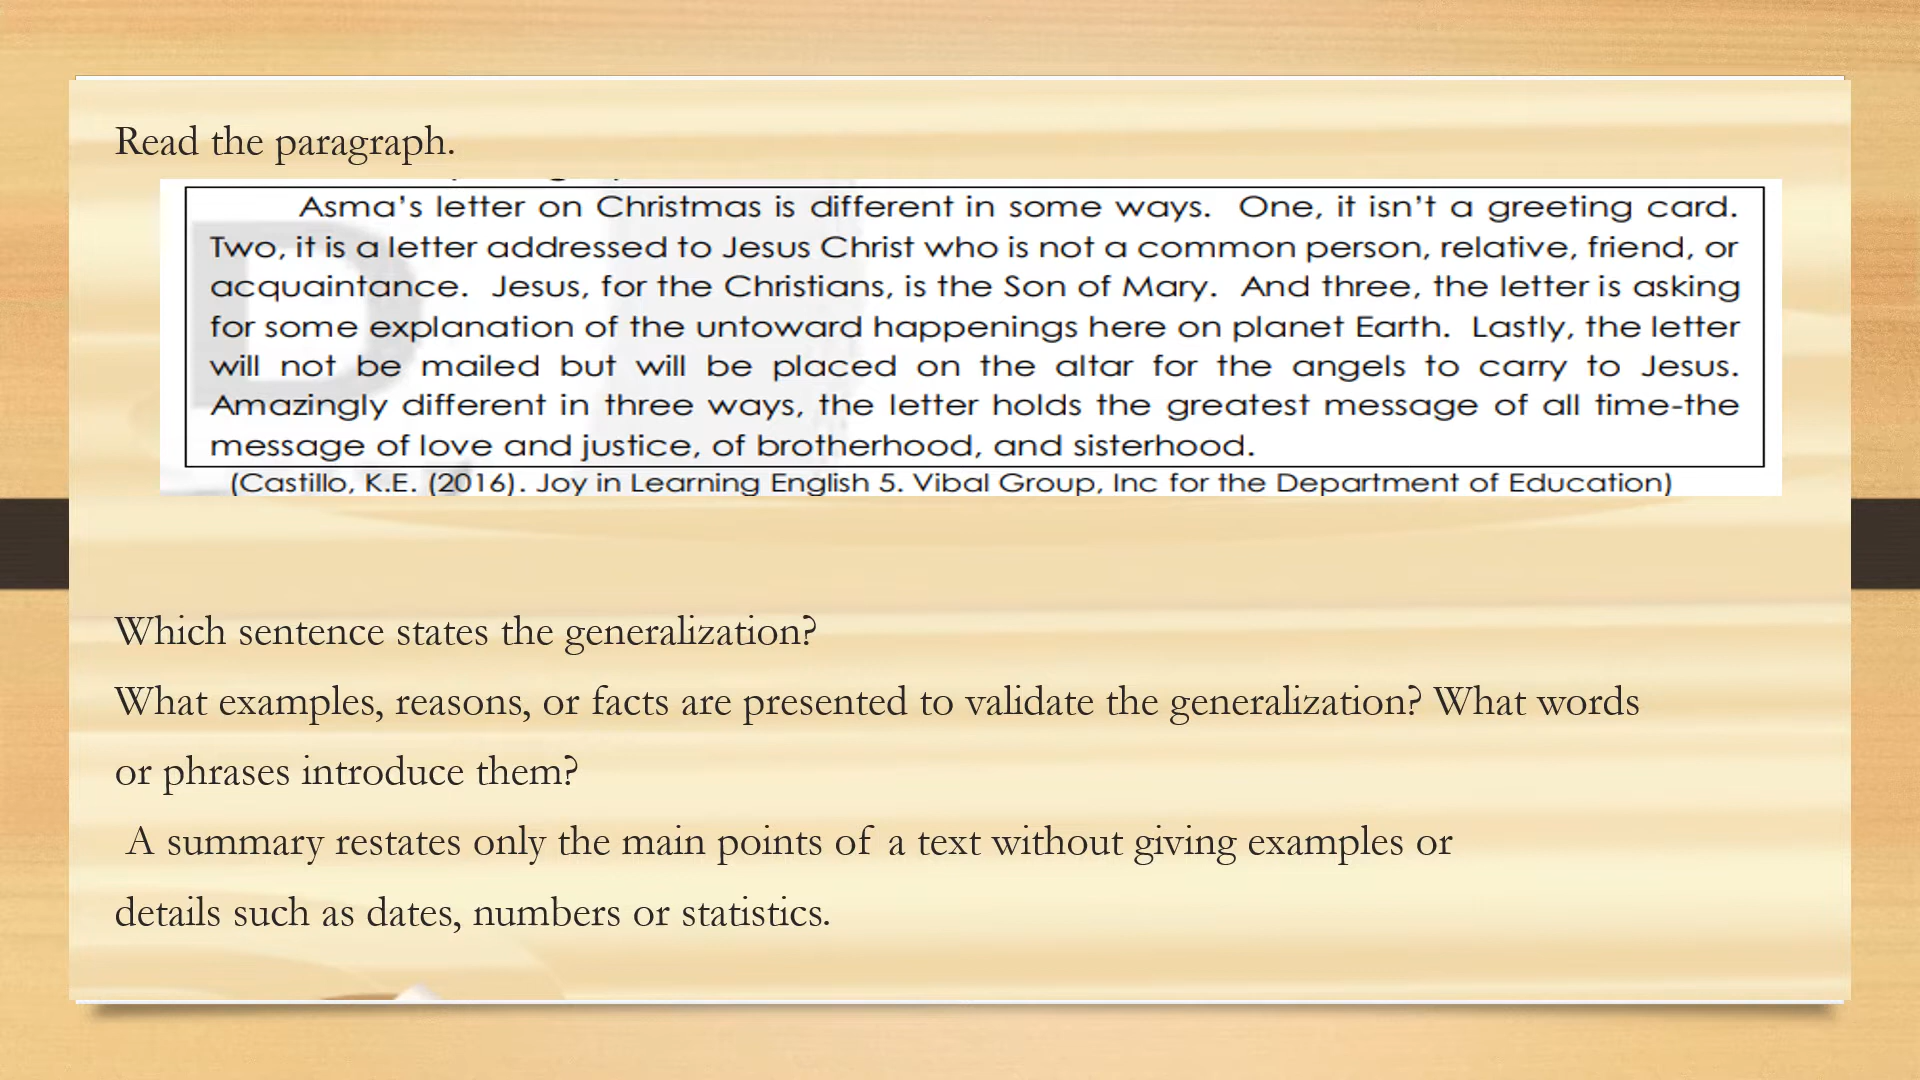 Read the paragraph.
Asma's letter on Christmas is different in some ways. One, it isn't a greeting card.
Two, it is a letter addressed to Jesus Christ who is not a common person, relative, friend, or
acquaintance. Jesus, for the Christians, is the Son of Mary. And three, the letter is asking
for some explanation of the untoward happenings here on planet Earth. Lastly, the letter
will not be mailed but will be placed on the altar for the angels to carry to Jesus.
Amazingly different in three ways, the letter holds the greatest message of all time-the
message of love and justice, of brotherhood, and sisterhood.
(Castillo, K.E. (2016). Joy in Learning English 5. Vibal Group, Inc for the Department of Education)
Which sentence states the generalization?
What examples, reasons, or facts are presented to validate the generalization? What words
or phrases introduce them?
A summary restates only the main points of a text without giving examples or
details such as dates, numbers or statistics.